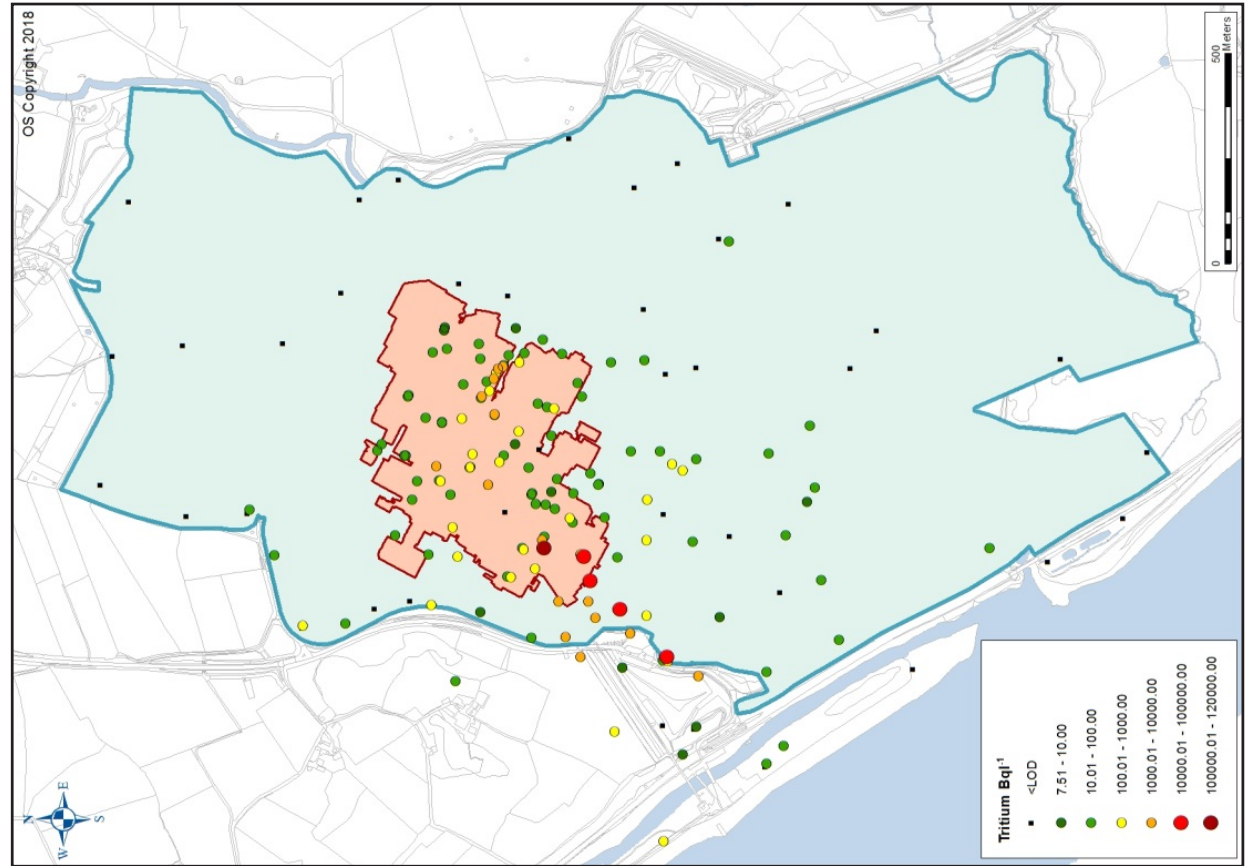 OS Copyright 2018
N
E
S
W
0
500
Meters
Tritium Bql-1
<LOD
7.51 - 10.00
10.01 - 100.00
100.01 - 1000.00
1000.01 - 10000.00
10000.01 - 100000.00
100000.01 - 120000.00